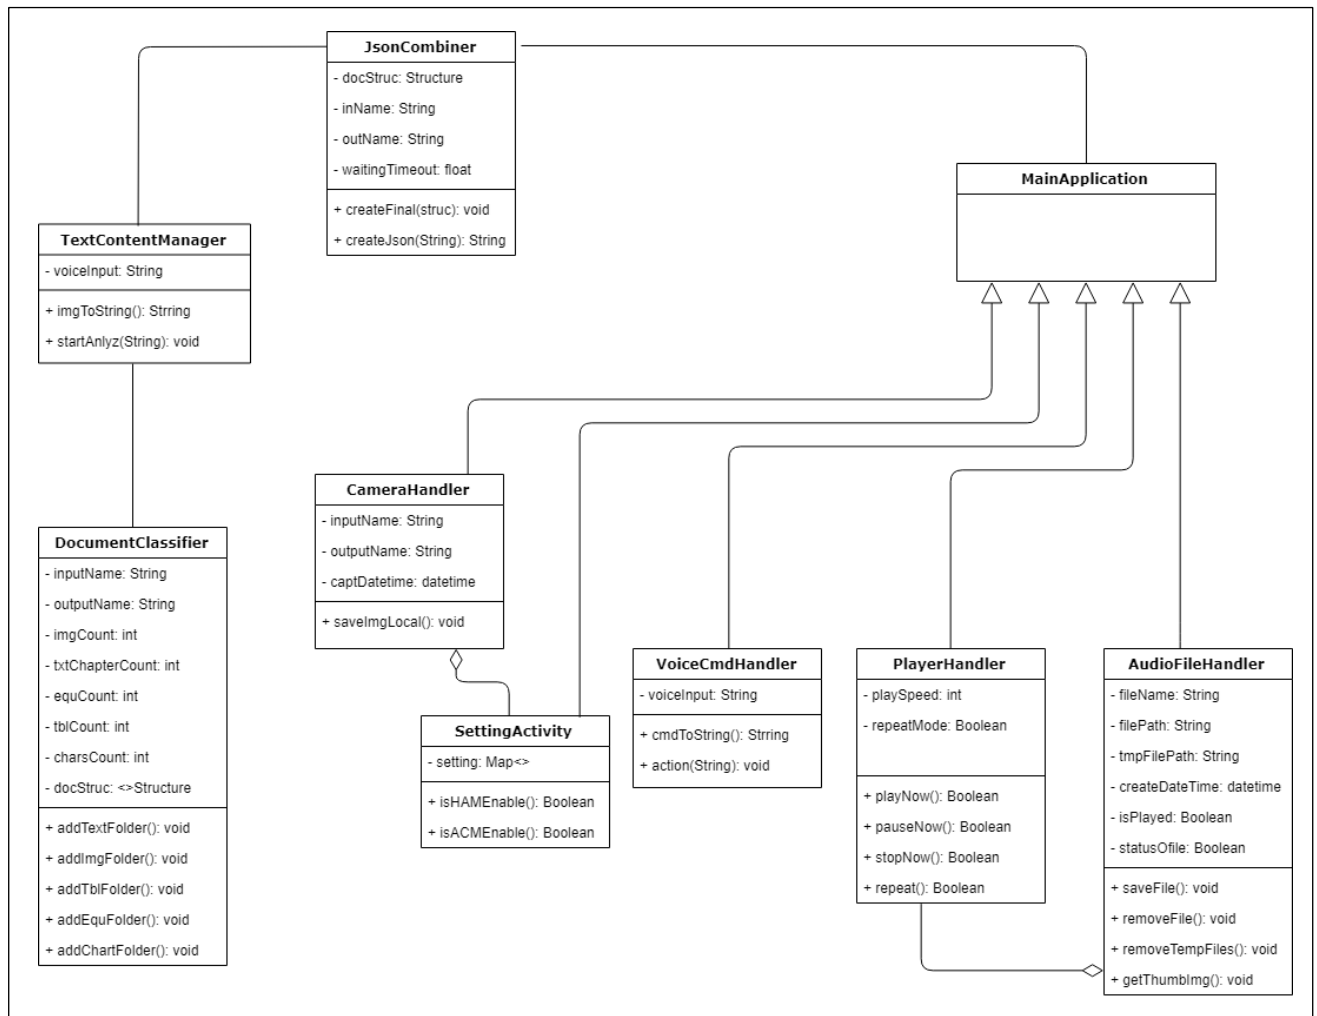 JsonCombiner
- docStruc: Structure
- inName: String
- outName: String
- waitingTimeout: float
+ createFinal(struc): void
+ createJson(String): String
MainApplication
TextContentManager
- voiceInput: String
+ imgToString(): Strring
+ startAnlyz(String): void
CameraHandler
- inputName: String
- outputName: String
- captDatetime: datetime
+ saveImgLocal(): void
DocumentClassifier
- inputName: String
- outputName: String
- imgCount: int
- txtChapterCount: int
- equCount: int
- tblCount: int
- charsCount: int
- docStruc: <>Structure
+ addTextFolder(): void
+ addImgFolder(): void
+ addTblFolder(): void
+ addEquFolder(): void
+ addChartFolder(): void
SettingActivity
- setting: Map<>
+ isHAMEnable(): Boolean
+ isACMEnable(): Boolean
VoiceCmdHandler
- voiceInput: String
+ cmdToString(): Strring
+ action(String): void
PlayerHandler
- playSpeed: int
- repeatMode: Boolean
+ playNow(): Boolean
+ pauseNow(): Boolean
+ stopNow(): Boolean
+ repeat(): Boolean
AudioFileHandler
- fileName: String
- filePath: String
- tmpFilePath: String
- createDateTime: datetime
- isPlayed: Boolean
- statusOfile: Boolean
+ saveFile(): void
+ removeFile(): void
+ removeTempFiles(): void
+ getThumbImg(): void